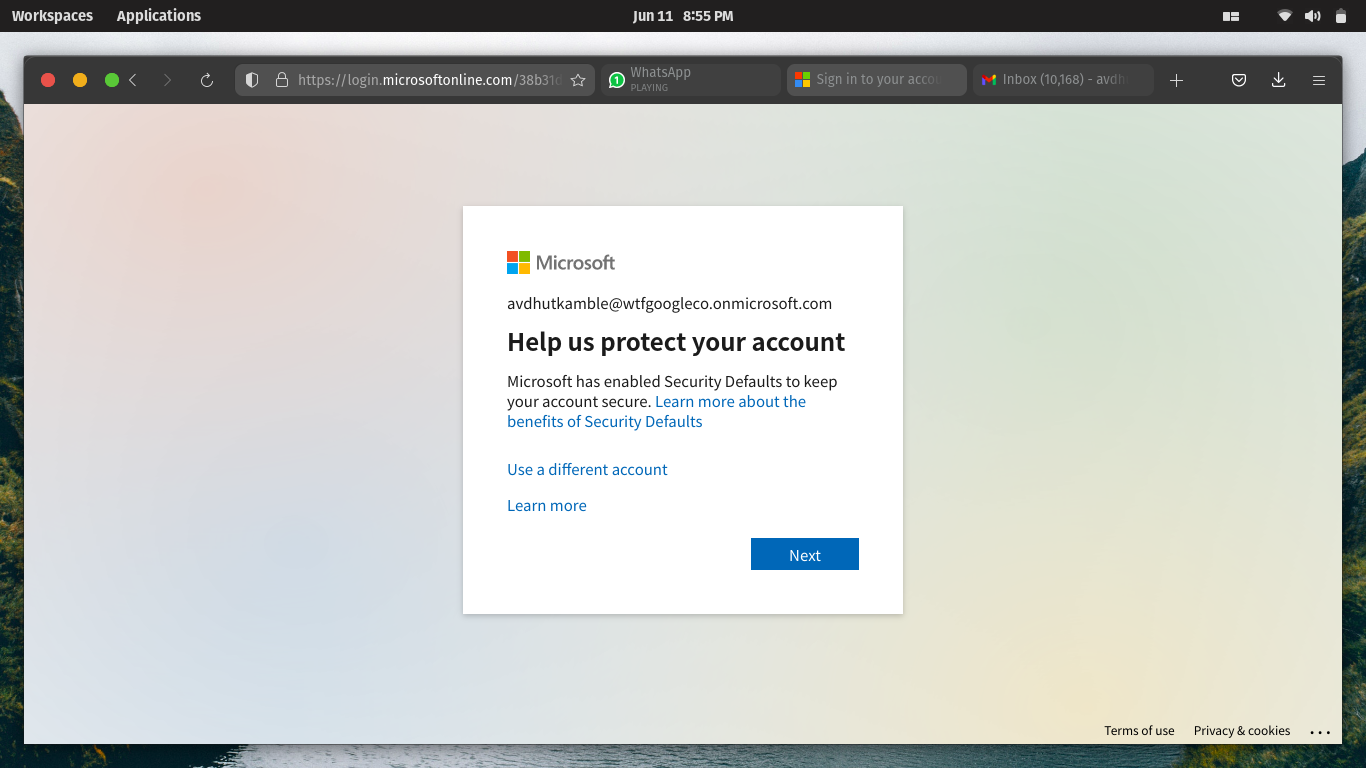 Workspaces Applications Jun 11 8:55 PM
https://login.microsoftonline.com/38b31d
1 WhatsApp
PLAYING
Sign in to your accou
Inbox (10,168) - avdh
Microsoft
avdhutkamble@wtfgoogleco.onmicrosoft.com
Help us protect your account
Microsoft has enabled Security Defaults to keep
your account secure. Learn more about the
benefits of Security Defaults
Use a different account
Learn more
Next
Terms of use Privacy & cookies ...